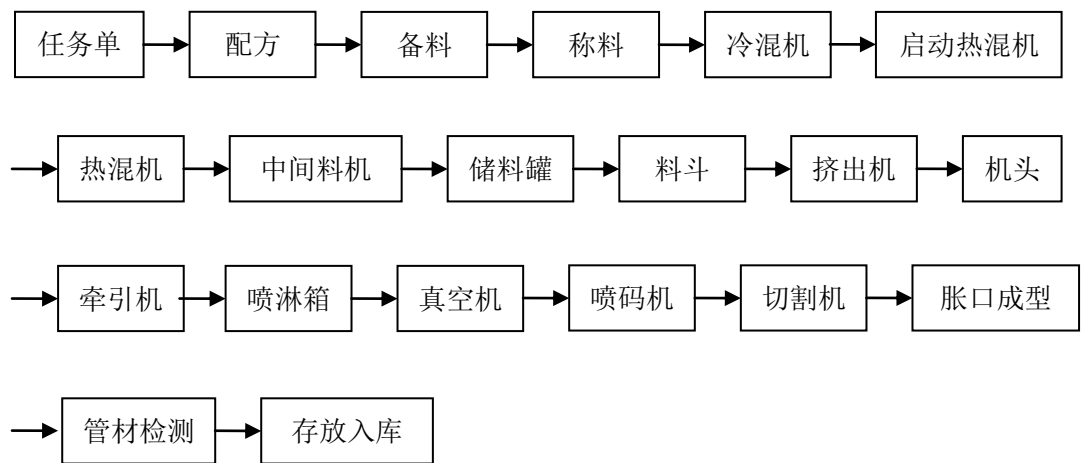 任务单 配方 备料 称料 冷混机 启动热混机
热混机 中间料机 储料罐 料斗 挤出机 机头
牵引机 喷淋箱 真空机 喷码机 切割机 胀口成型
管材检测 存放入库